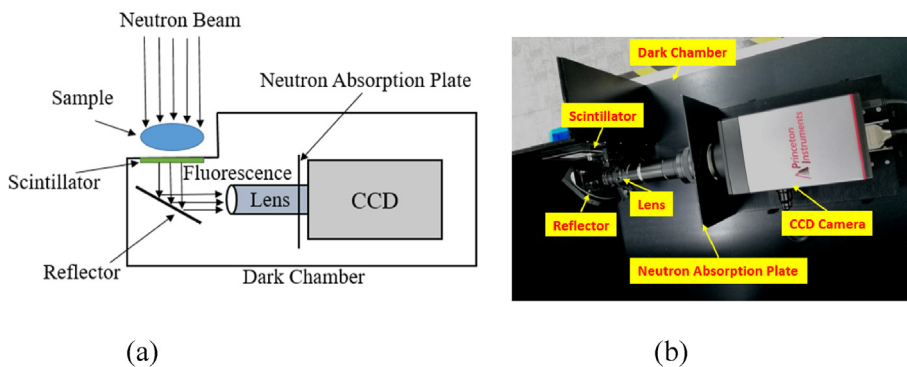 Neutron Beam
Sample
Neutron Absorption Plate
Scintillator
Fluorescence
Lens
CCD
Reflector
Dark Chamber
(a)
Dark Chamber
Scintillator
Princeton
Instruments
Reflector
Lens
CCD Camera
Neutron Absorption Plate
(b)